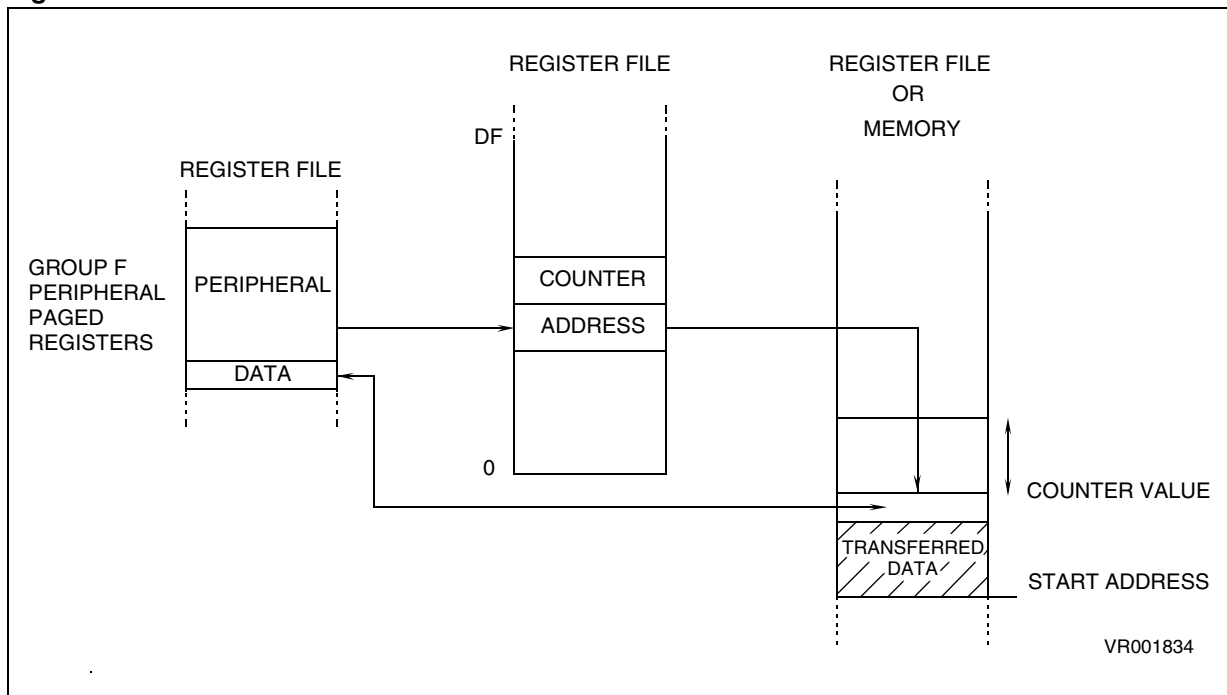 REGISTER FILE
REGISTER FILE
OR
MEMORY
DF
REGISTER FILE
GROUP F
PERIPHERAL
PAGED
REGISTERS
PERIPHERAL
DATA
COUNTER
ADDRESS
0
COUNTER VALUE
TRANSFERRED
DATA
START ADDRESS
VR001834